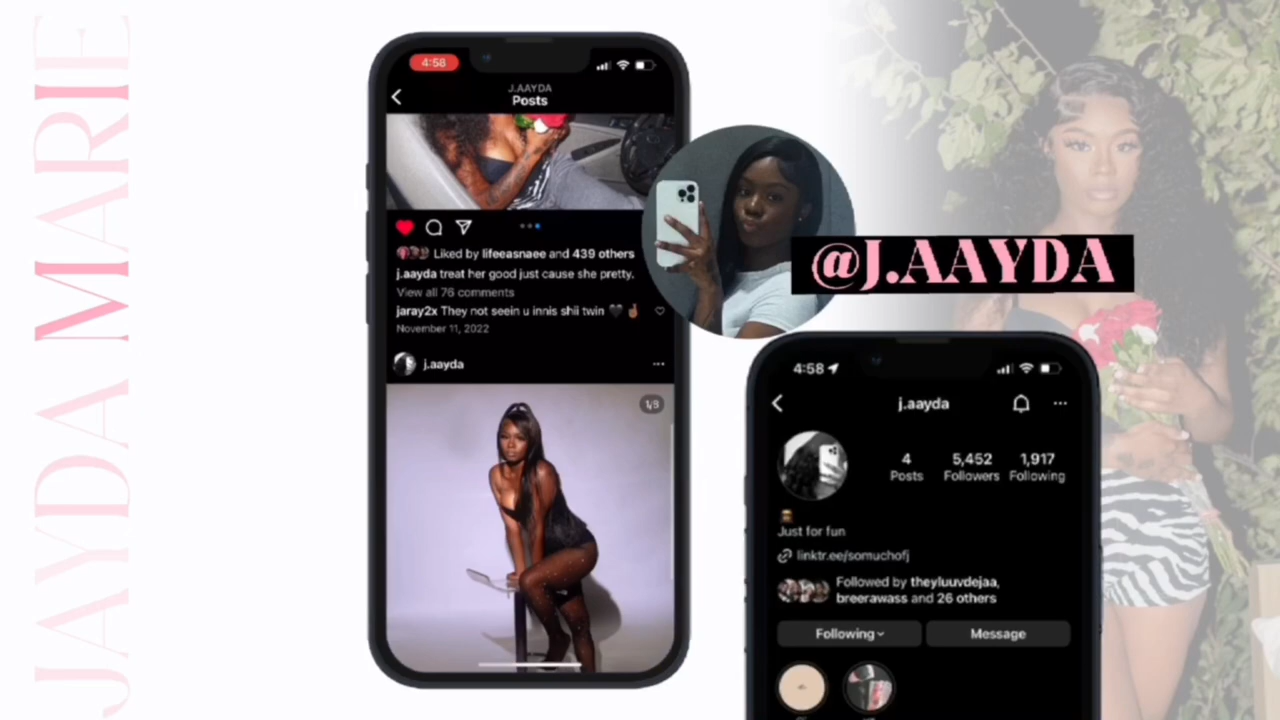 JAYDA MARIE
4:58
J.AAYDA
Posts
Liked by lifeeasnaee and 439 others
j.aayda treat her good just cause she pretty.
View all 76 comments
jaray2x They not seein u innis shii twin 🖤 🤞🏾
November 11, 2022
j.aayda
1/8
@J.AAYDA
4:58
j.aayda
4
5,452
1,917
Posts
Followers
Following
Just for fun
linktr.ee/somuchofj
Followed by theyluuvdejaa,
breerawass and 26 others
Following
Message